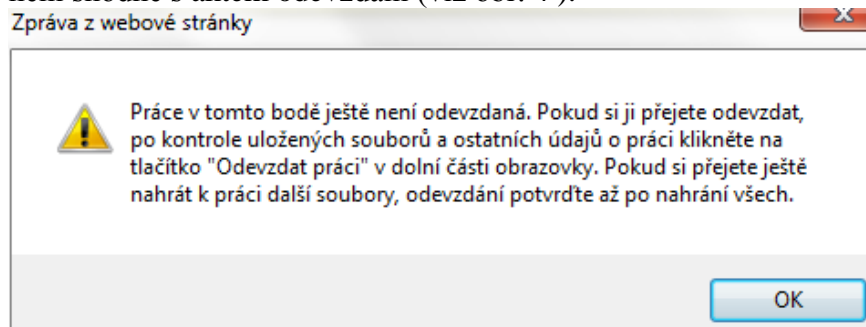 Zpráva z webové stránky
Práce v tomto bodě ještě není odevzdaná. Pokud si ji přejete odevzdat,
po kontrole uložených souborů a ostatních údajů o práci klikněte na
tlačítko "Odevzdat práci" v dolní části obrazovky. Pokud si přejete ještě
nahrát k práci další soubory, odevzdání potvrďte až po nahrání všech.
OK